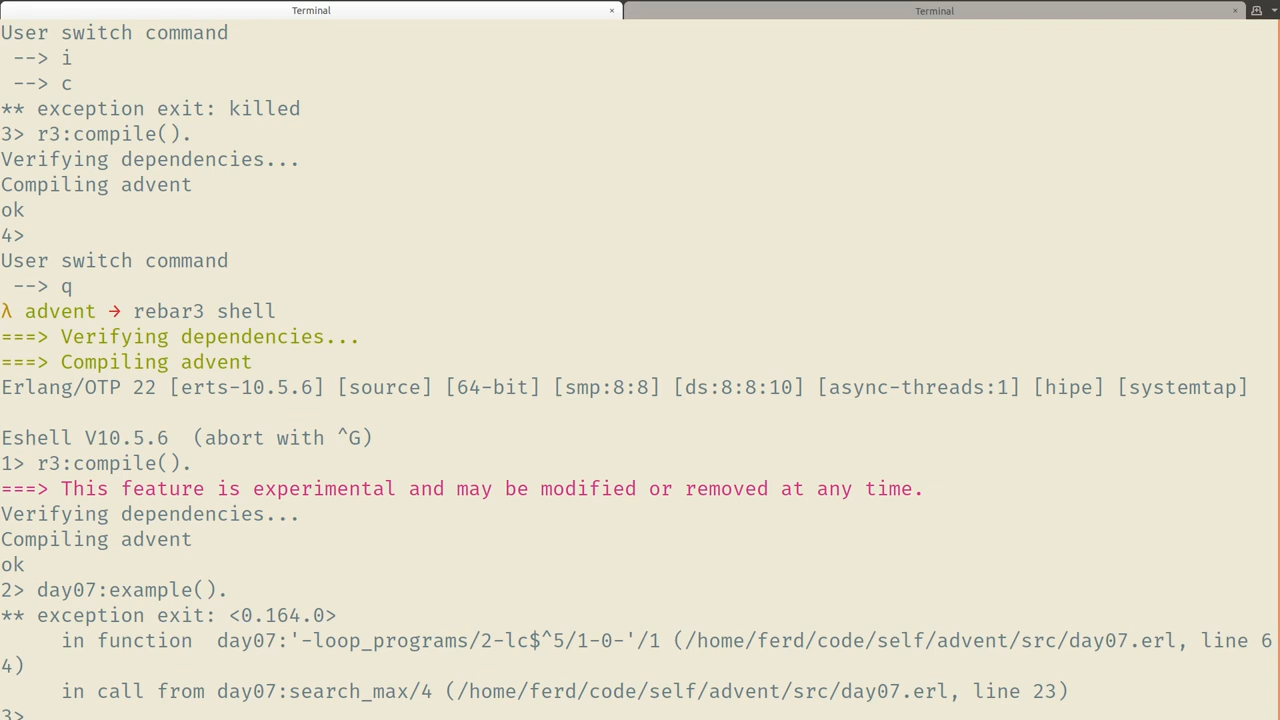 Terminal × Terminal ×
User switch command
 --> i
 --> c
** exception exit: killed
3> r3:compile().
Verifying dependencies...
Compiling advent
ok
4>
User switch command
 --> q
λ advent → rebar3 shell
===> Verifying dependencies...
===> Compiling advent
Erlang/OTP 22 [erts-10.5.6] [source] [64-bit] [smp:8:8] [ds:8:8:10] [async-threads:1] [hipe] [systemtap]
Eshell V10.5.6  (abort with ^G)
1> r3:compile().
===> This feature is experimental and may be modified or removed at any time.
Verifying dependencies...
Compiling advent
ok
2> day07:example().
** exception exit: <0.164.0>
     in function  day07:'-loop_programs/2-lc$^5/1-0-'/1 (/home/ferd/code/self/advent/src/day07.erl, line 6
4)
     in call from day07:search_max/4 (/home/ferd/code/self/advent/src/day07.erl, line 23)
3>